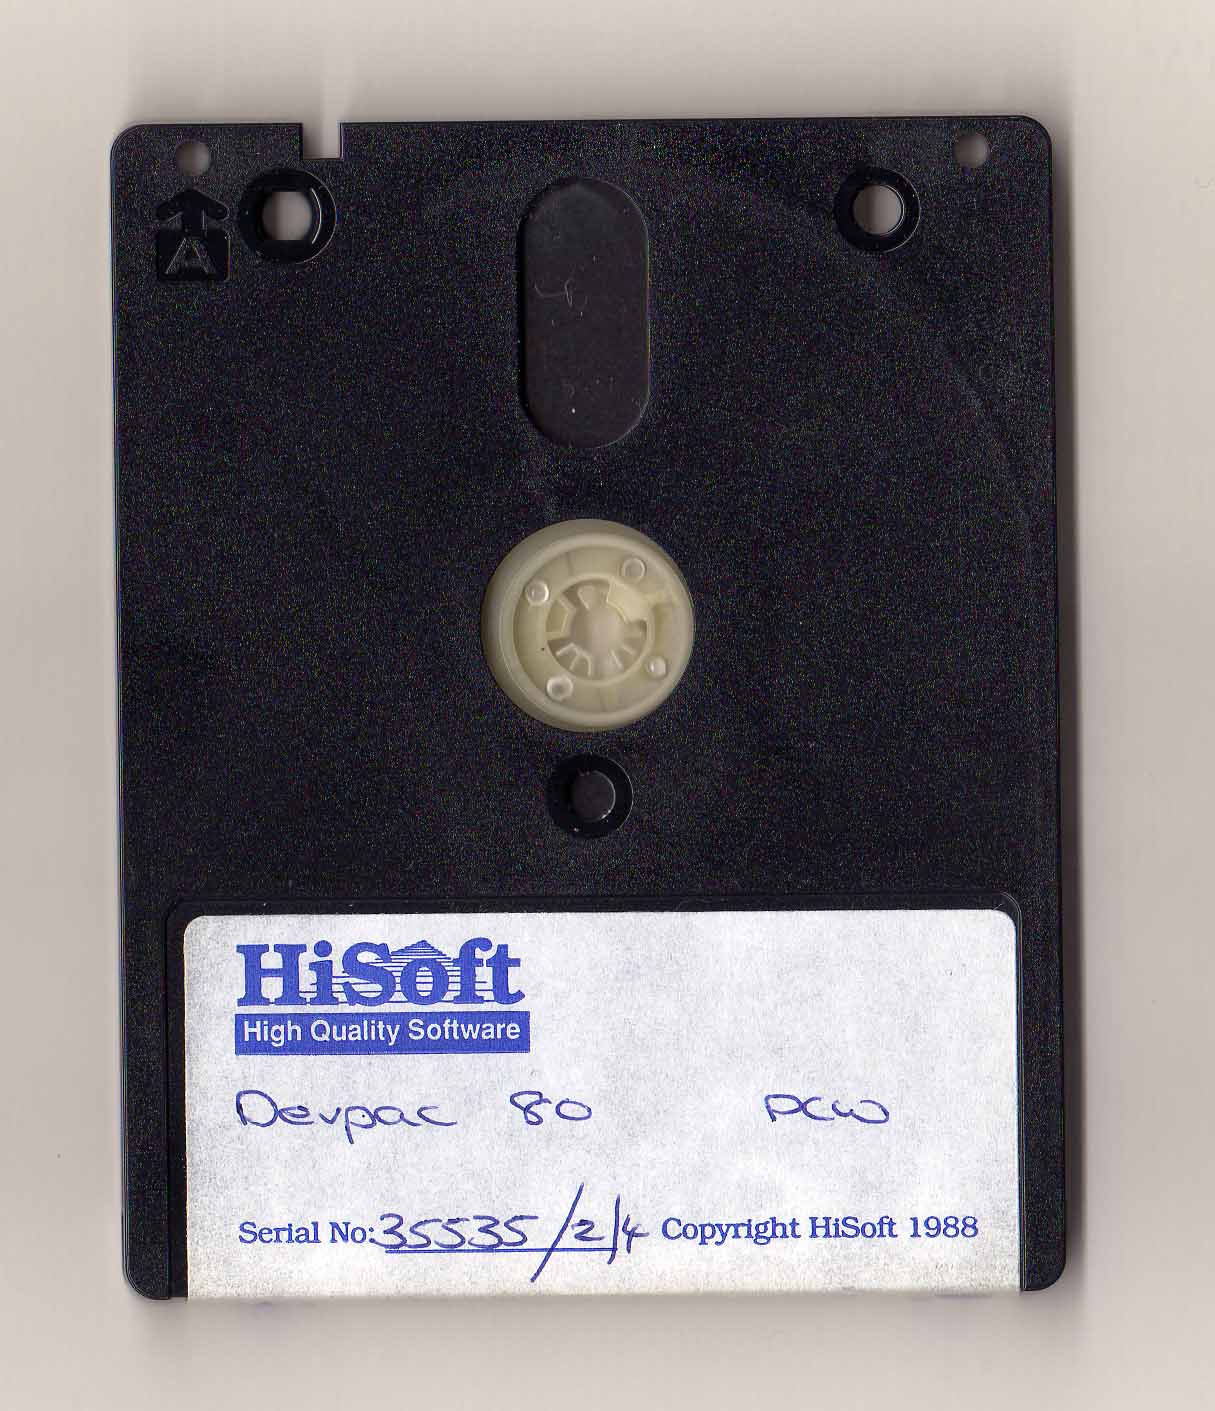 A
HiSoft
High Quality Software
Devpac 80 PCW
Serial No: 35535/2/4 Copyright HiSoft 1988